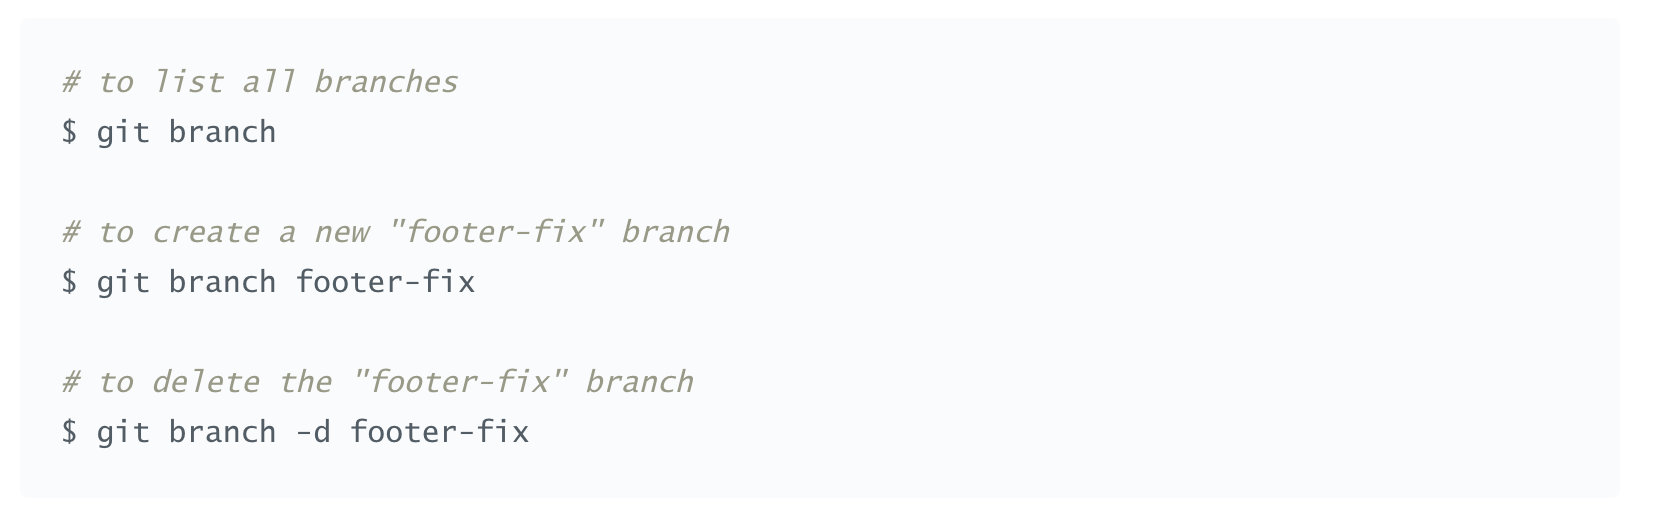 # to list all branches
$ git branch
# to create a new "footer-fix" branch
$ git branch footer-fix
# to delete the "footer-fix" branch
$ git branch -d footer-fix